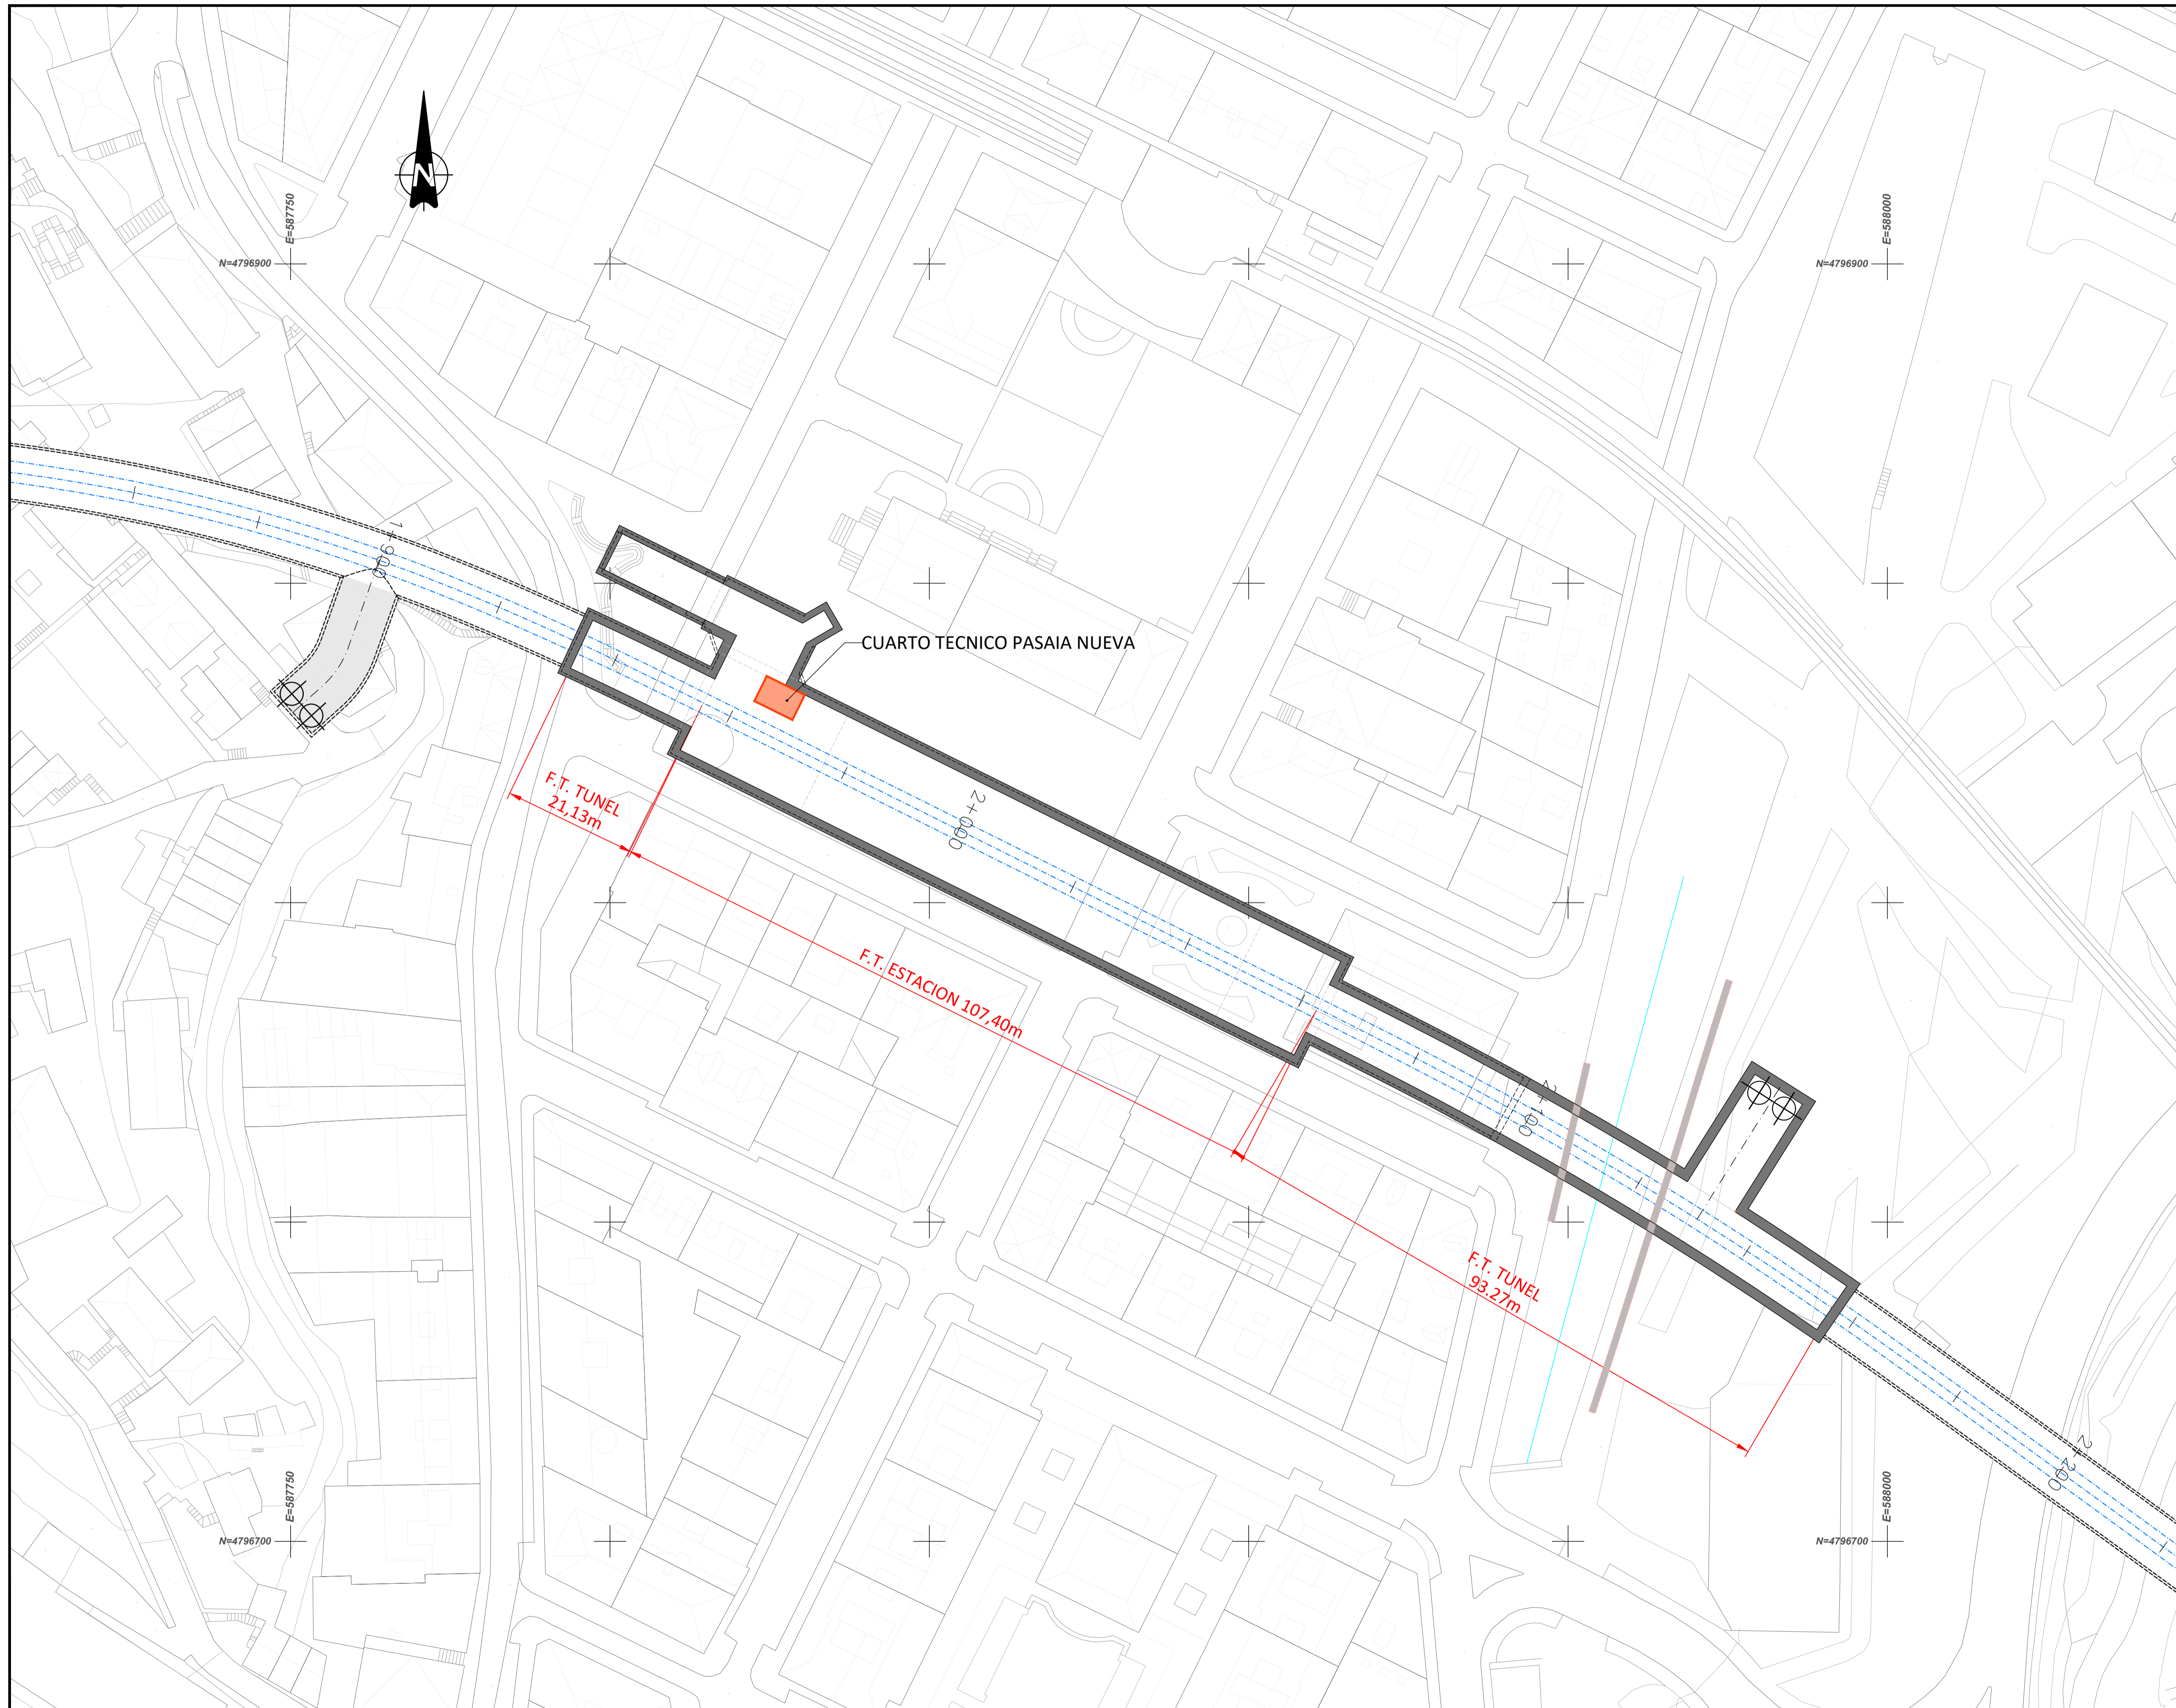 N
E=587750
N=4796900
E=588000
N=4796900
1+900
CUARTO TECNICO PASAIA NUEVA
F.T. TUNEL
21,13m
2+000
F.T. ESTACION 107,40m
2+100
F.T. TUNEL
93.27m
2+200
E=587750
N=4796700
E=588000
N=4796700